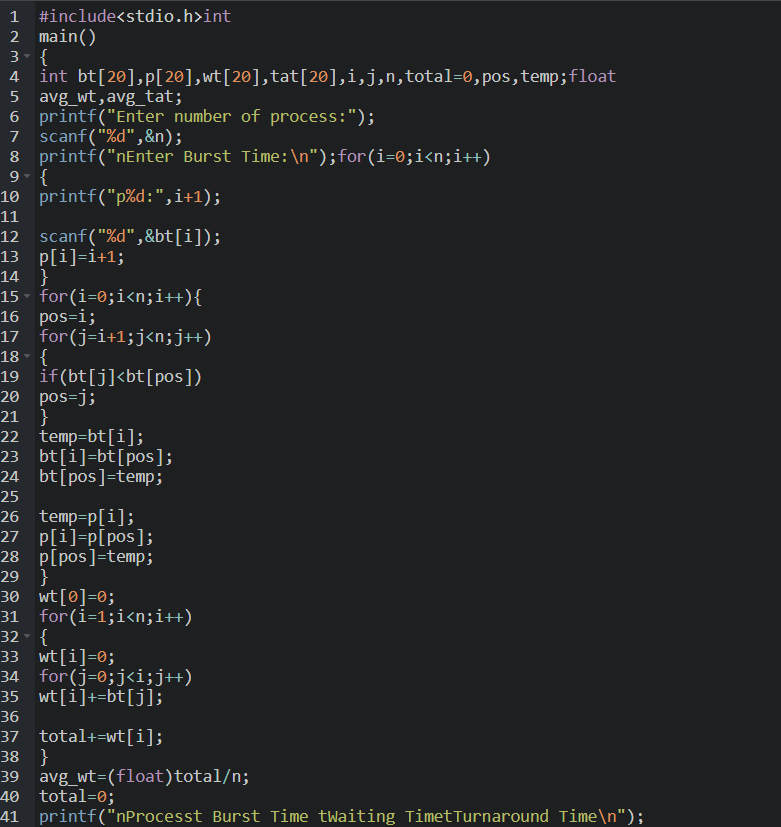 1 #include<stdio.h>int
2 main()
3 {
4 int bt[20],p[20],wt[20],tat[20],i,j,n,total=0,pos,temp;float
5 avg_wt,avg_tat;
6 printf("Enter number of process:");
7 scanf("%d",&n);
8 printf("nEnter Burst Time:\n");for(i=0;i<n;i++)
9 {
10 printf("p%d:",i+1);
11
12 scanf("%d",&bt[i]);
13 p[i]=i+1;
14 }
15 for(i=0;i<n;i++){
16 pos=i;
17 for(j=i+1;j<n;j++)
18 {
19 if(bt[j]<bt[pos])
20 pos=j;
21 }
22 temp=bt[i];
23 bt[i]=bt[pos];
24 bt[pos]=temp;
25
26 temp=p[i];
27 p[i]=p[pos];
28 p[pos]=temp;
29 }
30 wt[0]=0;
31 for(i=1;i<n;i++)
32 {
33 wt[i]=0;
34 for(j=0;j<i;j++)
35 wt[i]+=bt[j];
36
37 total+=wt[i];
38 }
39 avg_wt=(float)total/n;
40 total=0;
41 printf("nProcesst Burst Time tWaiting TimetTurnaround Time\n");